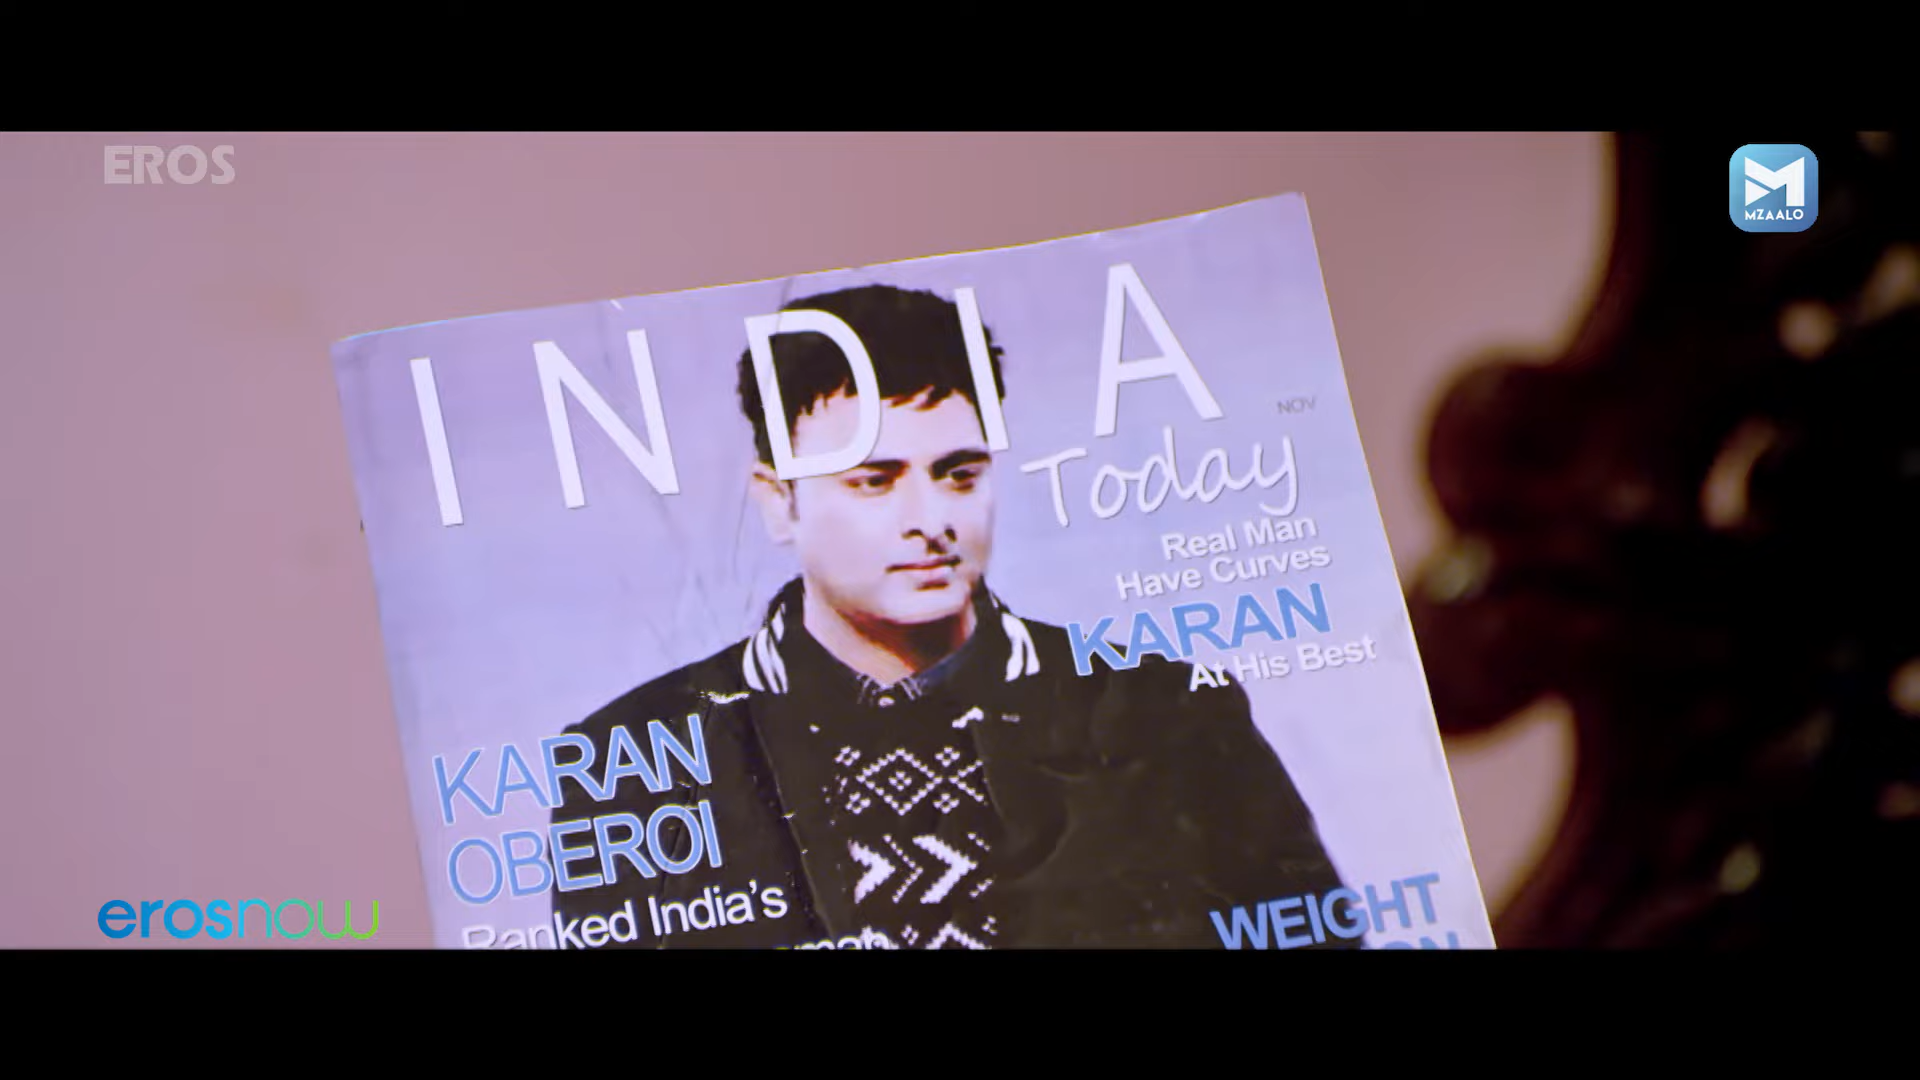 EROS
MZAALO
INDIA
NOV
Today
Real Man
Have Curves
KARAN
At His Best
KARAN
OBEROI
Ranked India's
WEIGHT
erosnow